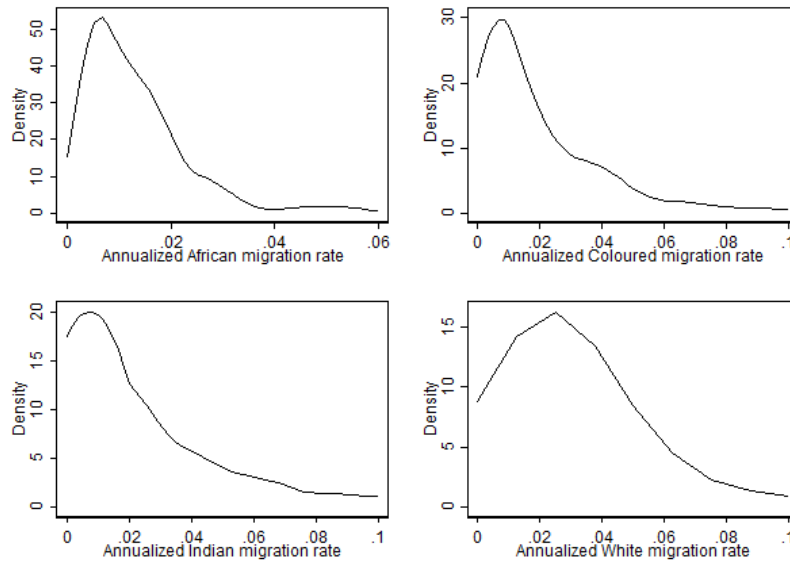 50
40
30
20
10
0
Density
0 .02 .04 .06
Annualized African migration rate
30
20
10
0
Density
0 .02 .04 .06 .08 .1
Annualized Coloured migration rate
20
15
10
5
0
Density
0 .02 .04 .06 .08 .1
Annualized Indian migration rate
15
10
5
0
Density
0 .02 .04 .06 .08 .1
Annualized White migration rate